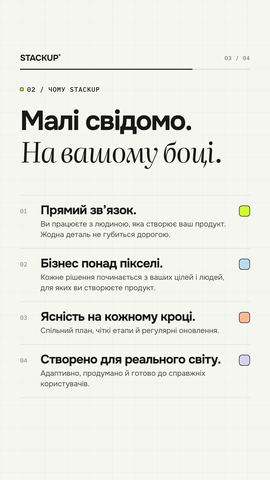 STACKUP°
03 / 04
02 / ЧОМУ STACKUP
Малі свідомо.
На вашому боці.
01
Прямий зв’язок.
Ви працюєте з людиною, яка створює ваш продукт.
Жодна деталь не губиться дорогою.
02
Бізнес понад пікселі.
Кожне рішення починається з ваших цілей і людей,
для яких ви створюєте продукт.
03
Ясність на кожному кроці.
Спільний план, чіткі етапи й регулярні оновлення.
04
Створено для реального світу.
Адаптивно, продумано й готово до справжніх
користувачів.